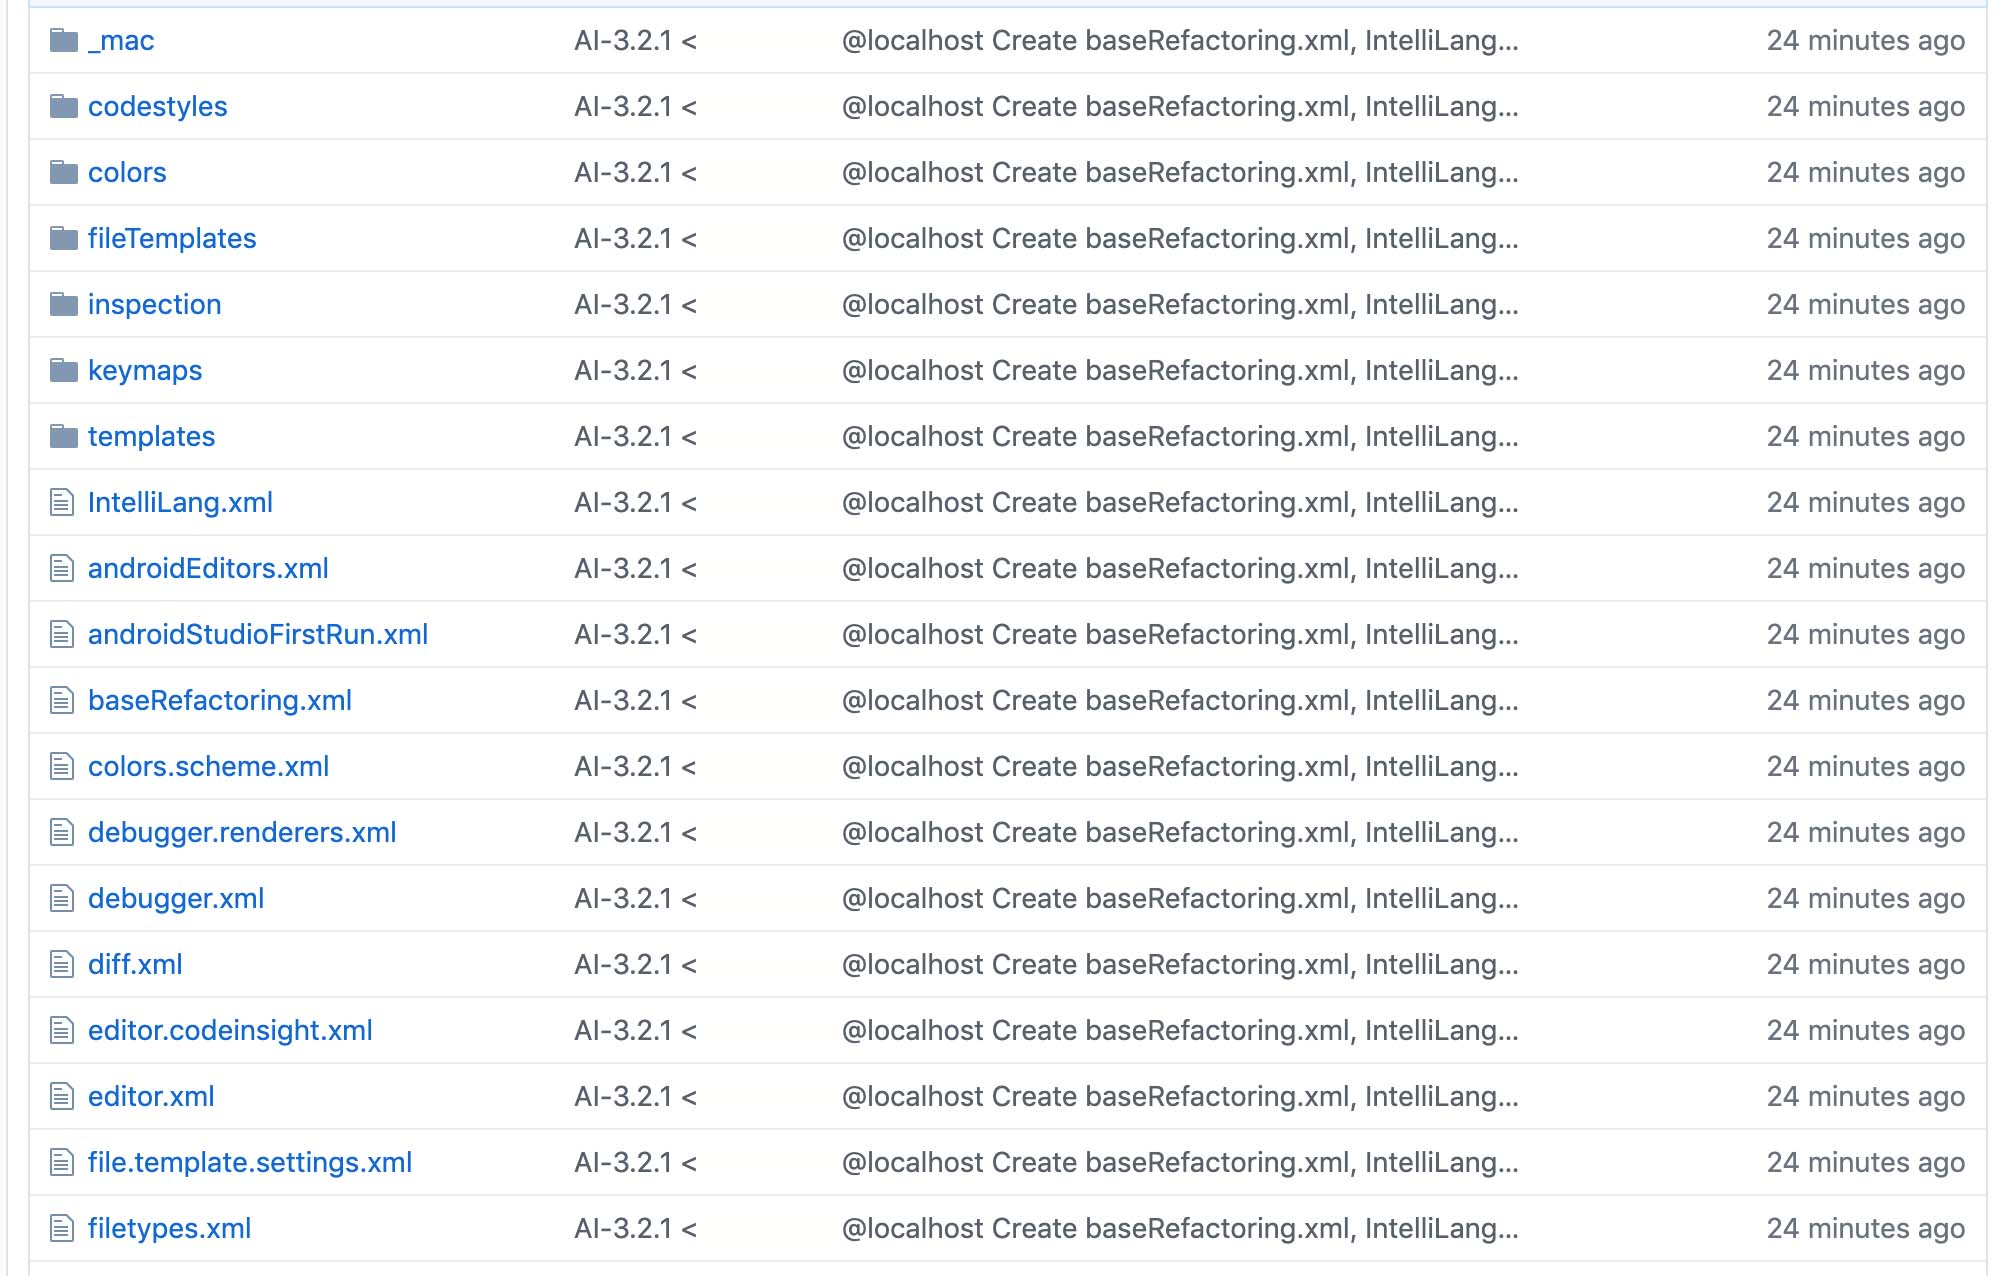 _mac AI-3.2.1 < @localhost Create baseRefactoring.xml, IntelliLang... 24 minutes ago
codestyles AI-3.2.1 < @localhost Create baseRefactoring.xml, IntelliLang... 24 minutes ago
colors AI-3.2.1 < @localhost Create baseRefactoring.xml, IntelliLang... 24 minutes ago
fileTemplates AI-3.2.1 < @localhost Create baseRefactoring.xml, IntelliLang... 24 minutes ago
inspection AI-3.2.1 < @localhost Create baseRefactoring.xml, IntelliLang... 24 minutes ago
keymaps AI-3.2.1 < @localhost Create baseRefactoring.xml, IntelliLang... 24 minutes ago
templates AI-3.2.1 < @localhost Create baseRefactoring.xml, IntelliLang... 24 minutes ago
IntelliLang.xml AI-3.2.1 < @localhost Create baseRefactoring.xml, IntelliLang... 24 minutes ago
androidEditors.xml AI-3.2.1 < @localhost Create baseRefactoring.xml, IntelliLang... 24 minutes ago
androidStudioFirstRun.xml AI-3.2.1 < @localhost Create baseRefactoring.xml, IntelliLang... 24 minutes ago
baseRefactoring.xml AI-3.2.1 < @localhost Create baseRefactoring.xml, IntelliLang... 24 minutes ago
colors.scheme.xml AI-3.2.1 < @localhost Create baseRefactoring.xml, IntelliLang... 24 minutes ago
debugger.renderers.xml AI-3.2.1 < @localhost Create baseRefactoring.xml, IntelliLang... 24 minutes ago
debugger.xml AI-3.2.1 < @localhost Create baseRefactoring.xml, IntelliLang... 24 minutes ago
diff.xml AI-3.2.1 < @localhost Create baseRefactoring.xml, IntelliLang... 24 minutes ago
editor.codeinsight.xml AI-3.2.1 < @localhost Create baseRefactoring.xml, IntelliLang... 24 minutes ago
editor.xml AI-3.2.1 < @localhost Create baseRefactoring.xml, IntelliLang... 24 minutes ago
file.template.settings.xml AI-3.2.1 < @localhost Create baseRefactoring.xml, IntelliLang... 24 minutes ago
filetypes.xml AI-3.2.1 < @localhost Create baseRefactoring.xml, IntelliLang... 24 minutes ago